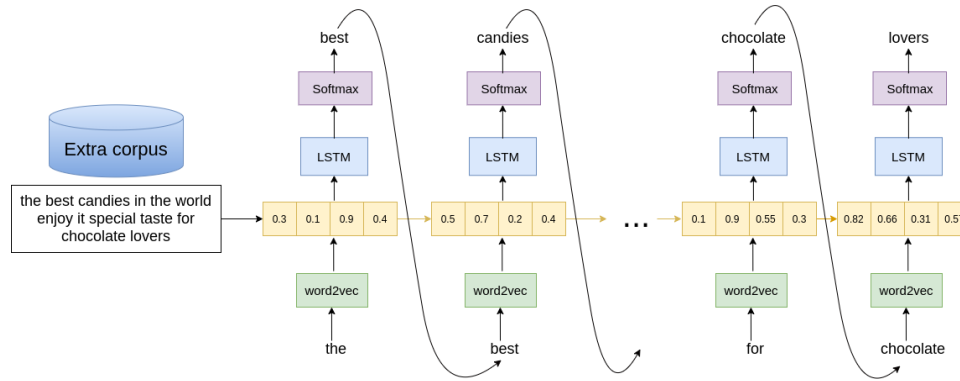 best candies chocolate lovers
Softmax Softmax Softmax Softmax
Extra corpus
LSTM LSTM LSTM LSTM
the best candies in the world
enjoy it special taste for
chocolate lovers
0.3 0.1 0.9 0.4 0.5 0.7 0.2 0.4 ... 0.1 0.9 0.55 0.3 0.82 0.66 0.31 0.57
word2vec word2vec word2vec word2vec
the best for chocolate